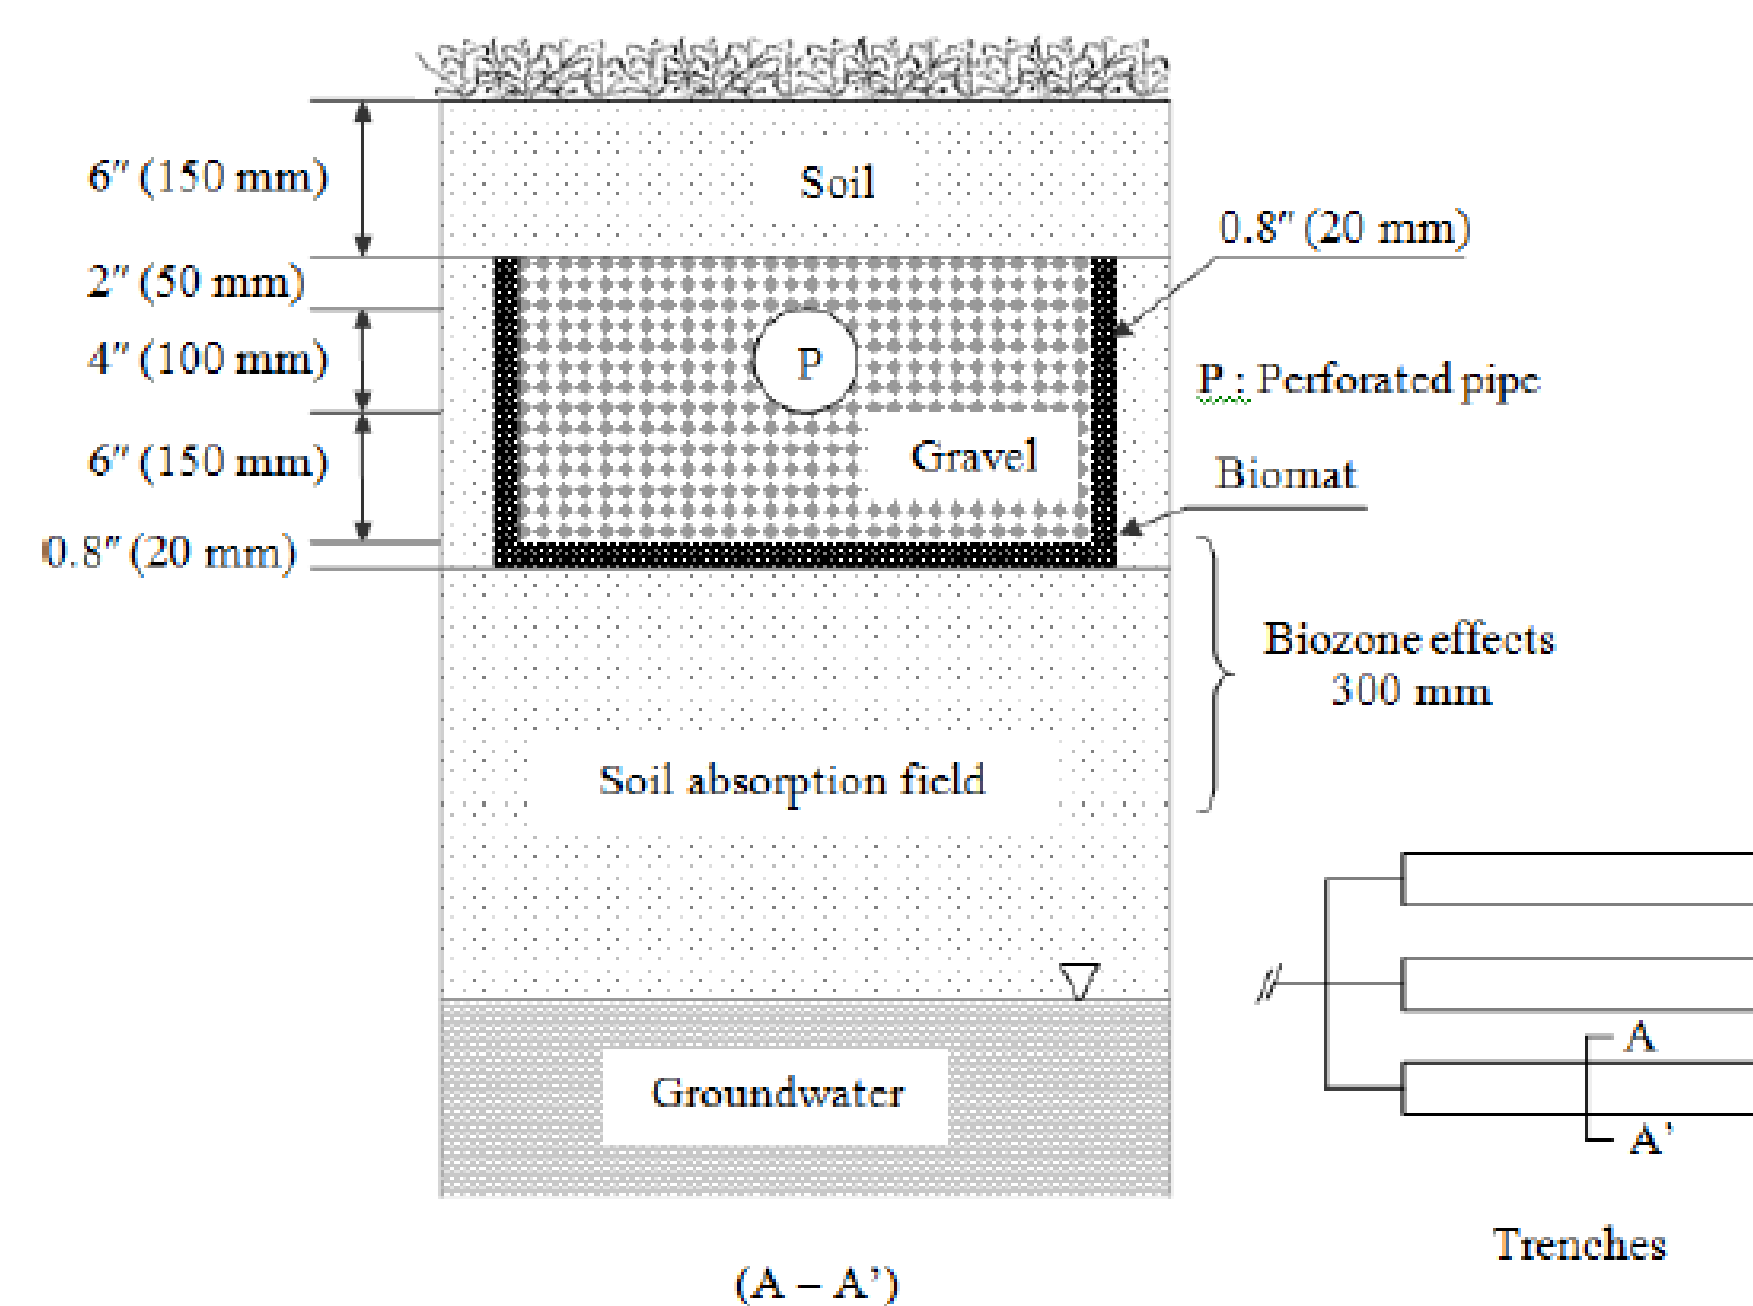 6″ (150 mm)
Soil
0.8″ (20 mm)
2″ (50 mm)
4″ (100 mm)
P
P : Perforated pipe
6″ (150 mm)
Gravel
Biomat
0.8″ (20 mm)
Biozone effects
300 mm
Soil absorption field
A
Groundwater
A’
Trenches
(A – A’)